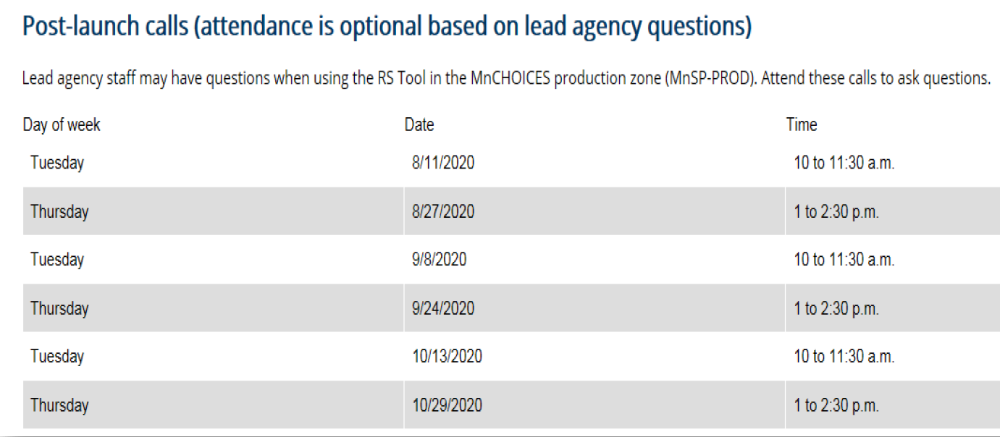 Post-launch calls (attendance is optional based on lead agency questions)
Lead agency staff may have questions when using the RS Tool in the MnCHOICES production zone (MnSP-PROD). Attend these calls to ask questions.
Day of week Date Time
Tuesday 8/11/2020 10 to 11:30 a.m.
Thursday 8/27/2020 1 to 2:30 p.m.
Tuesday 9/8/2020 10 to 11:30 a.m.
Thursday 9/24/2020 1 to 2:30 p.m.
Tuesday 10/13/2020 10 to 11:30 a.m.
Thursday 10/29/2020 1 to 2:30 p.m.